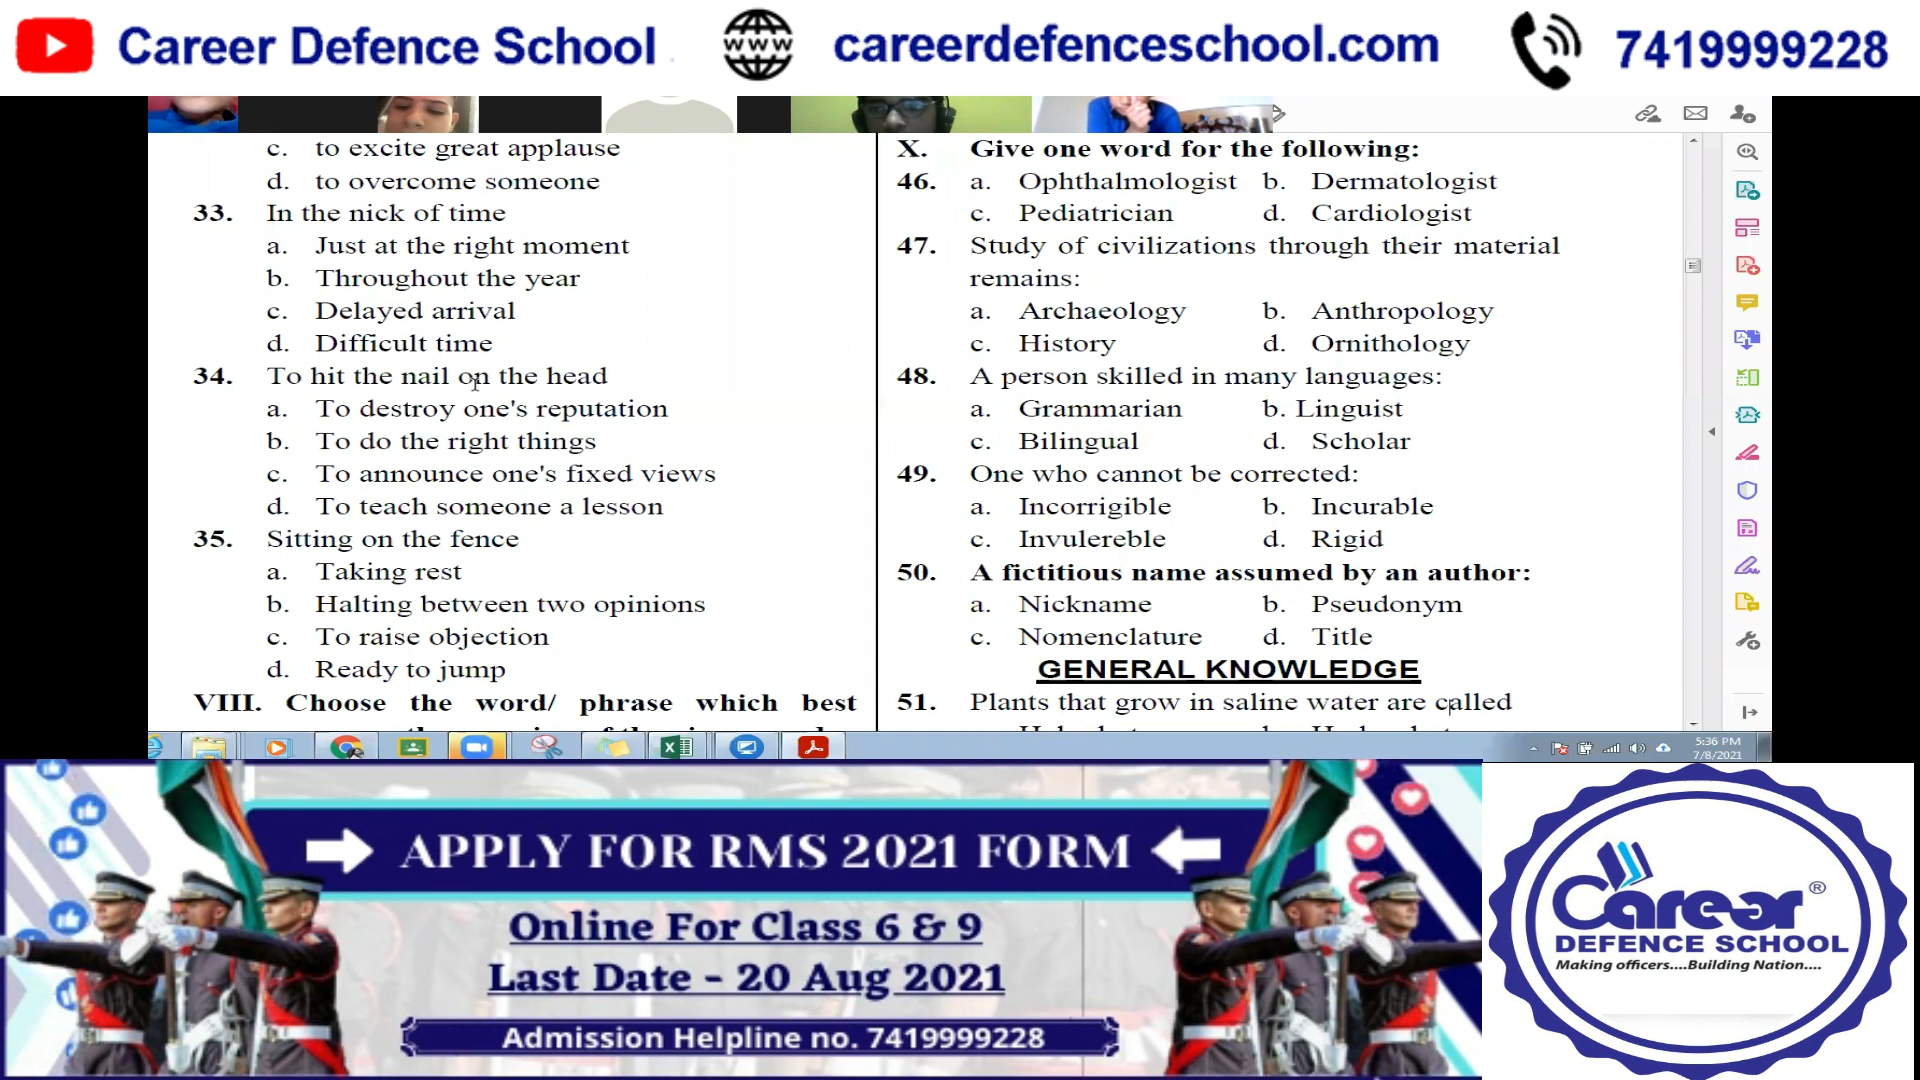 Career Defence School
www
careerdefenceschool.com
7419999228
c. to excite great applause
d. to overcome someone
33. In the nick of time
a. Just at the right moment
b. Throughout the year
c. Delayed arrival
d. Difficult time
34. To hit the nail on the head
a. To destroy one's reputation
b. To do the right things
c. To announce one's fixed views
d. To teach someone a lesson
35. Sitting on the fence
a. Taking rest
b. Halting between two opinions
c. To raise objection
d. Ready to jump
VIII. Choose the word/ phrase which best
X. Give one word for the following:
46. a. Ophthalmologist b. Dermatologist
c. Pediatrician d. Cardiologist
47. Study of civilizations through their material
remains:
a. Archaeology b. Anthropology
c. History d. Ornithology
48. A person skilled in many languages:
a. Grammarian b. Linguist
c. Bilingual d. Scholar
49. One who cannot be corrected:
a. Incorrigible b. Incurable
c. Invulereble d. Rigid
50. A fictitious name assumed by an author:
a. Nickname b. Pseudonym
c. Nomenclature d. Title
GENERAL KNOWLEDGE
51. Plants that grow in saline water are called
5:36 PM
7/8/2021
APPLY FOR RMS 2021 FORM
Online For Class 6 & 9
Last Date - 20 Aug 2021
Admission Helpline no. 7419999228
Career ®
DEFENCE SCHOOL
Making officers....Building Nation....